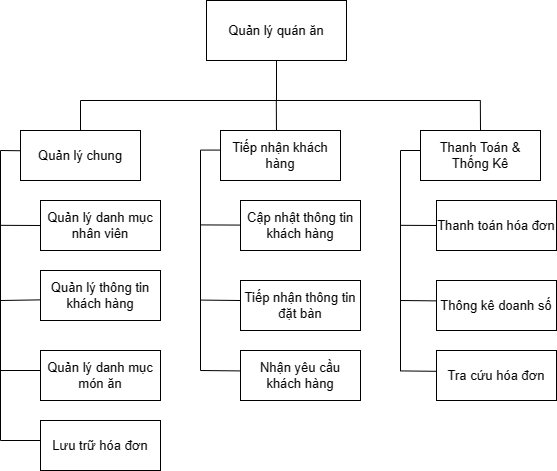 Quản lý quán ăn
Quản lý chung
Tiếp nhận khách
hàng
Thanh Toán &
Thống Kê
Quản lý danh mục
nhân viên
Cập nhật thông tin
khách hàng
Thanh toán hóa đơn
Quản lý thông tin
khách hàng
Tiếp nhận thông tin
đặt bàn
Thông kê doanh số
Quản lý danh mục
món ăn
Nhận yêu cầu
khách hàng
Tra cứu hóa đơn
Lưu trữ hóa đơn